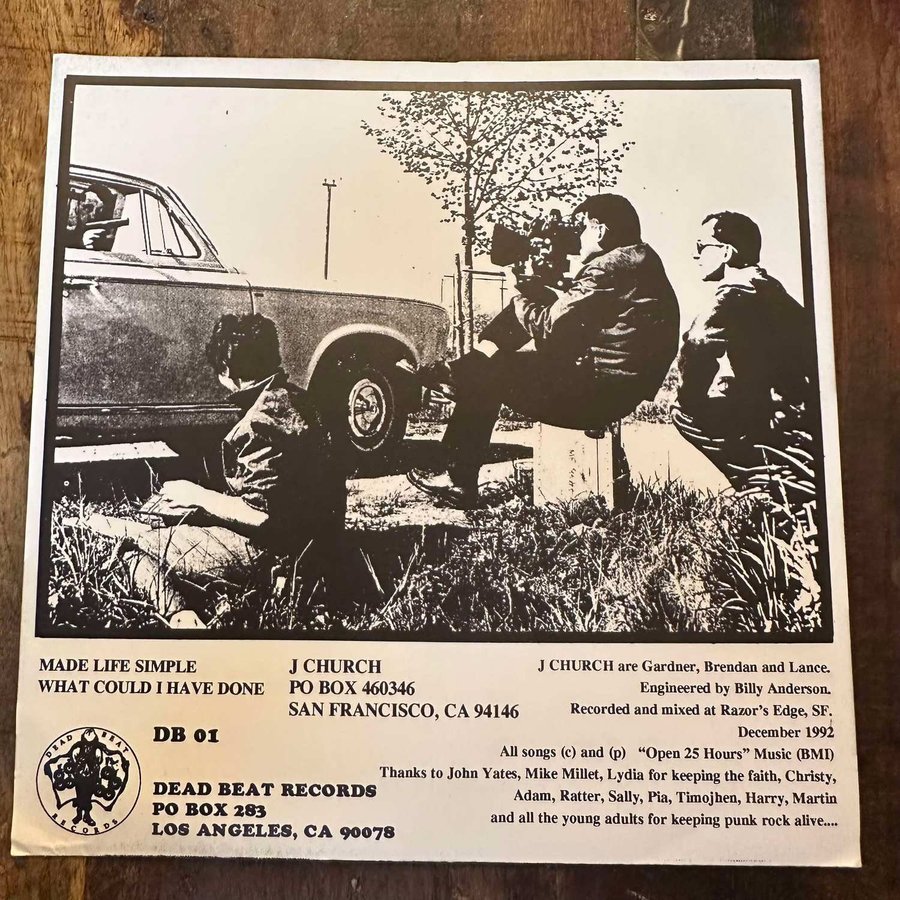 MADE LIFE SIMPLE
WHAT COULD I HAVE DONE
J CHURCH
PO BOX 460346
SAN FRANCISCO, CA 94146
J CHURCH are Gardner, Brendan and Lance.
Engineered by Billy Anderson.
Recorded and mixed at Razor's Edge, SF.
December 1992
All songs (c) and (p) "Open 25 Hours" Music (BMI)
Thanks to John Yates, Mike Millet, Lydia for keeping the faith, Christy,
Adam, Ratter, Sally, Pia, Timojhen, Harry, Martin
and all the young adults for keeping punk rock alive....
DB 01
DEAD BEAT RECORDS
PO BOX 283
LOS ANGELES, CA 90078
DEAD BEAT
RECORDS